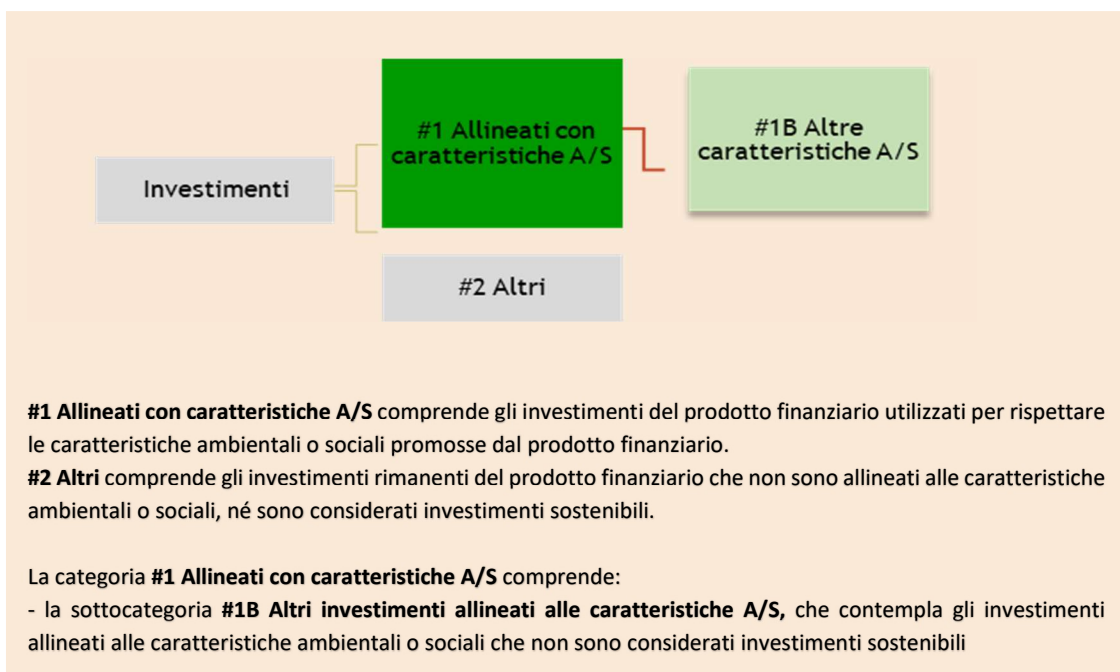 #1 Allineati con
caratteristiche A/S
#1B Altre
caratteristiche A/S
Investimenti
#2 Altri
#1 Allineati con caratteristiche A/S comprende gli investimenti del prodotto finanziario utilizzati per rispettare
le caratteristiche ambientali o sociali promosse dal prodotto finanziario.
#2 Altri comprende gli investimenti rimanenti del prodotto finanziario che non sono allineati alle caratteristiche
ambientali o sociali, né sono considerati investimenti sostenibili.
La categoria #1 Allineati con caratteristiche A/S comprende:
- la sottocategoria #1B Altri investimenti allineati alle caratteristiche A/S, che contempla gli investimenti
allineati alle caratteristiche ambientali o sociali che non sono considerati investimenti sostenibili